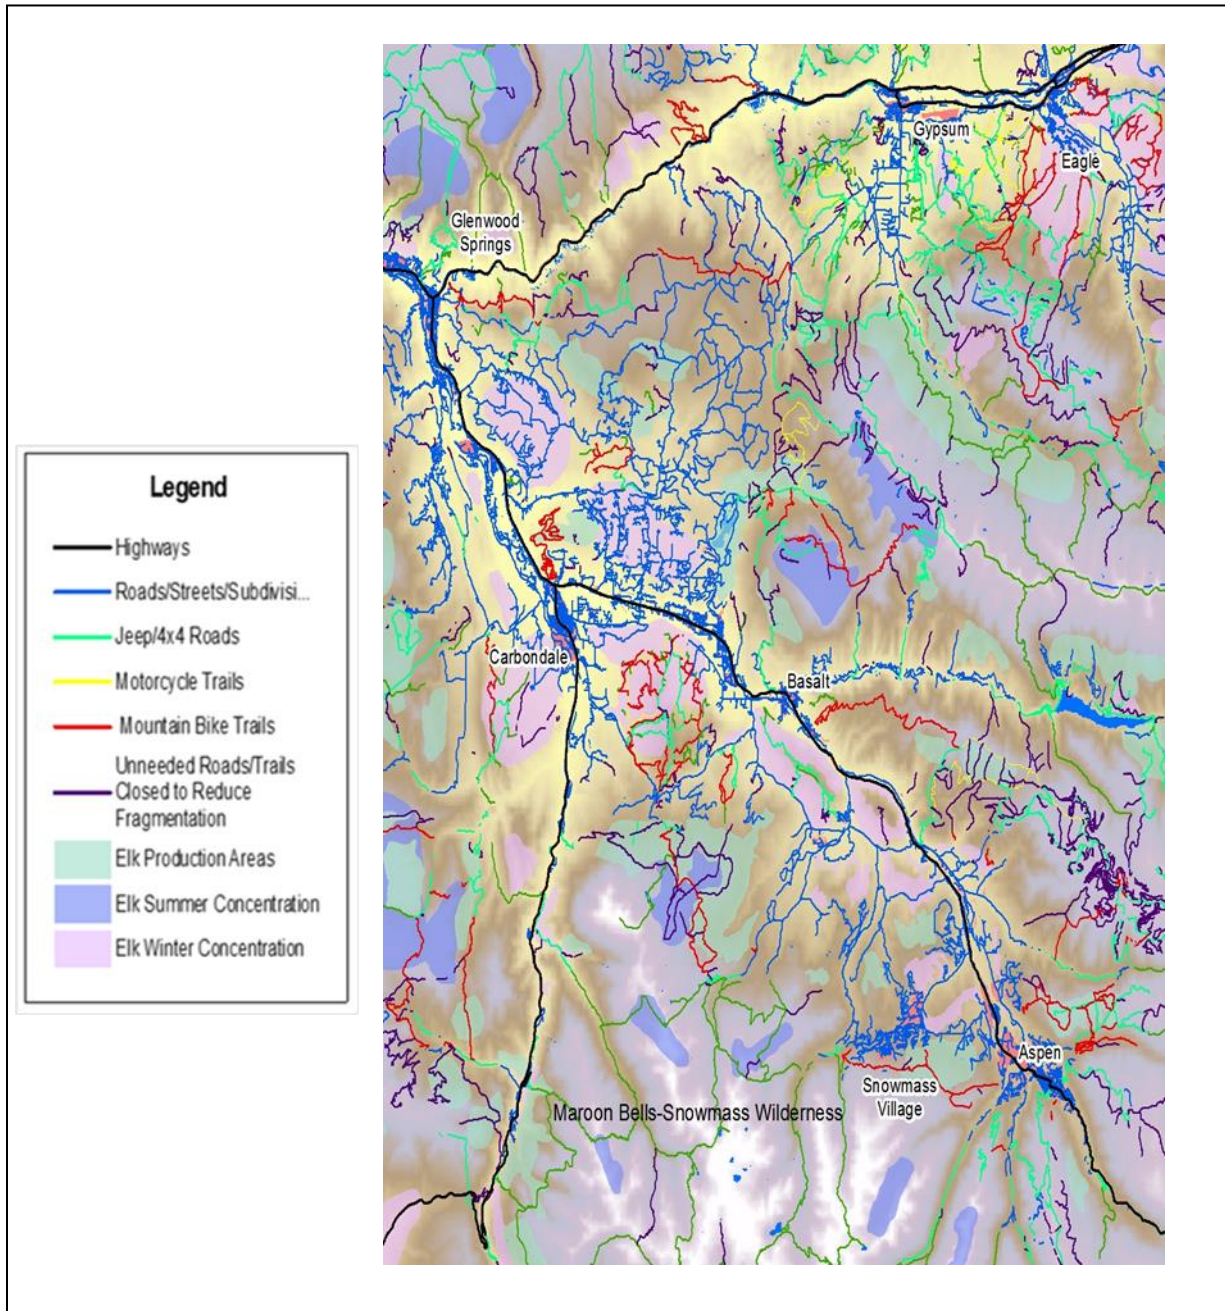 Gypsum
Eagle
Glenwood
Springs
Legend
Highways
Roads/Streets/Subdivisi...
Jeep/4x4 Roads
Motorcycle Trails
Mountain Bike Trails
Unneeded Roads/Trails
Closed to Reduce
Fragmentation
Elk Production Areas
Elk Summer Concentration
Elk Winter Concentration
Carbondale
Basalt
Aspen
Snowmass
Village
Maroon Bells-Snowmass Wilderness